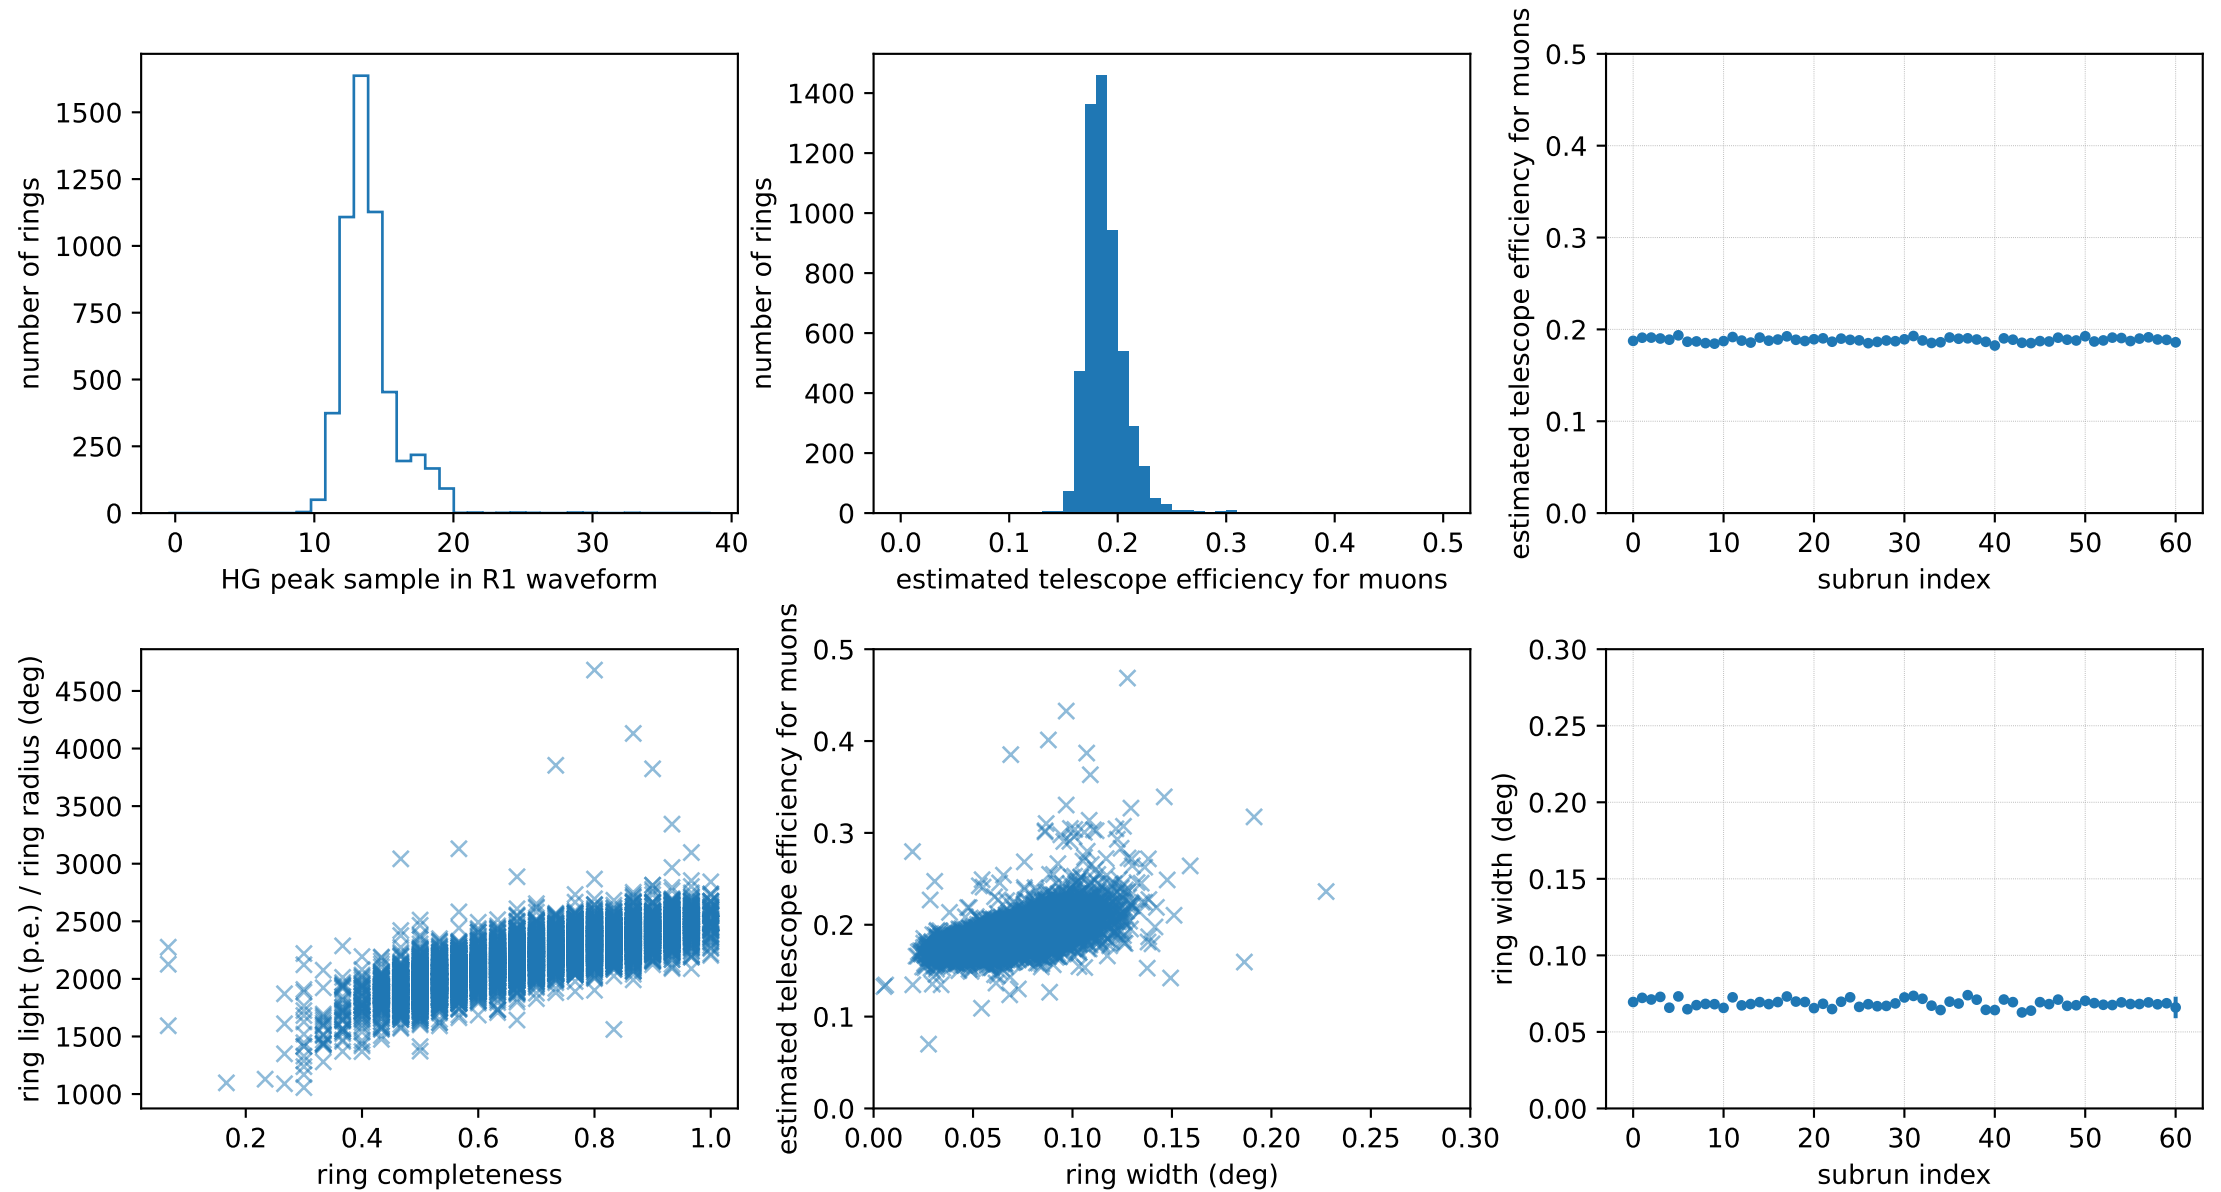 number of rings
1500
1250
1000
750
500
250
0
0 10 20 30 40
HG peak sample in R1 waveform
number of rings
1400
1200
1000
800
600
400
200
0
0.0 0.1 0.2 0.3 0.4 0.5
estimated telescope efficiency for muons
estimated telescope efficiency for muons
0.5
0.4
0.3
0.2
0.1
0.0
0 10 20 30 40 50 60
subrun index
ring light (p.e.) / ring radius (deg)
4500
4000
3500
3000
2500
2000
1500
1000
0.2 0.4 0.6 0.8 1.0
ring completeness
estimated telescope efficiency for muons
0.5
0.4
0.3
0.2
0.1
0.0
0.00 0.05 0.10 0.15 0.20 0.25 0.30
ring width (deg)
ring width (deg)
0.30
0.25
0.20
0.15
0.10
0.05
0.00
0 10 20 30 40 50 60
subrun index